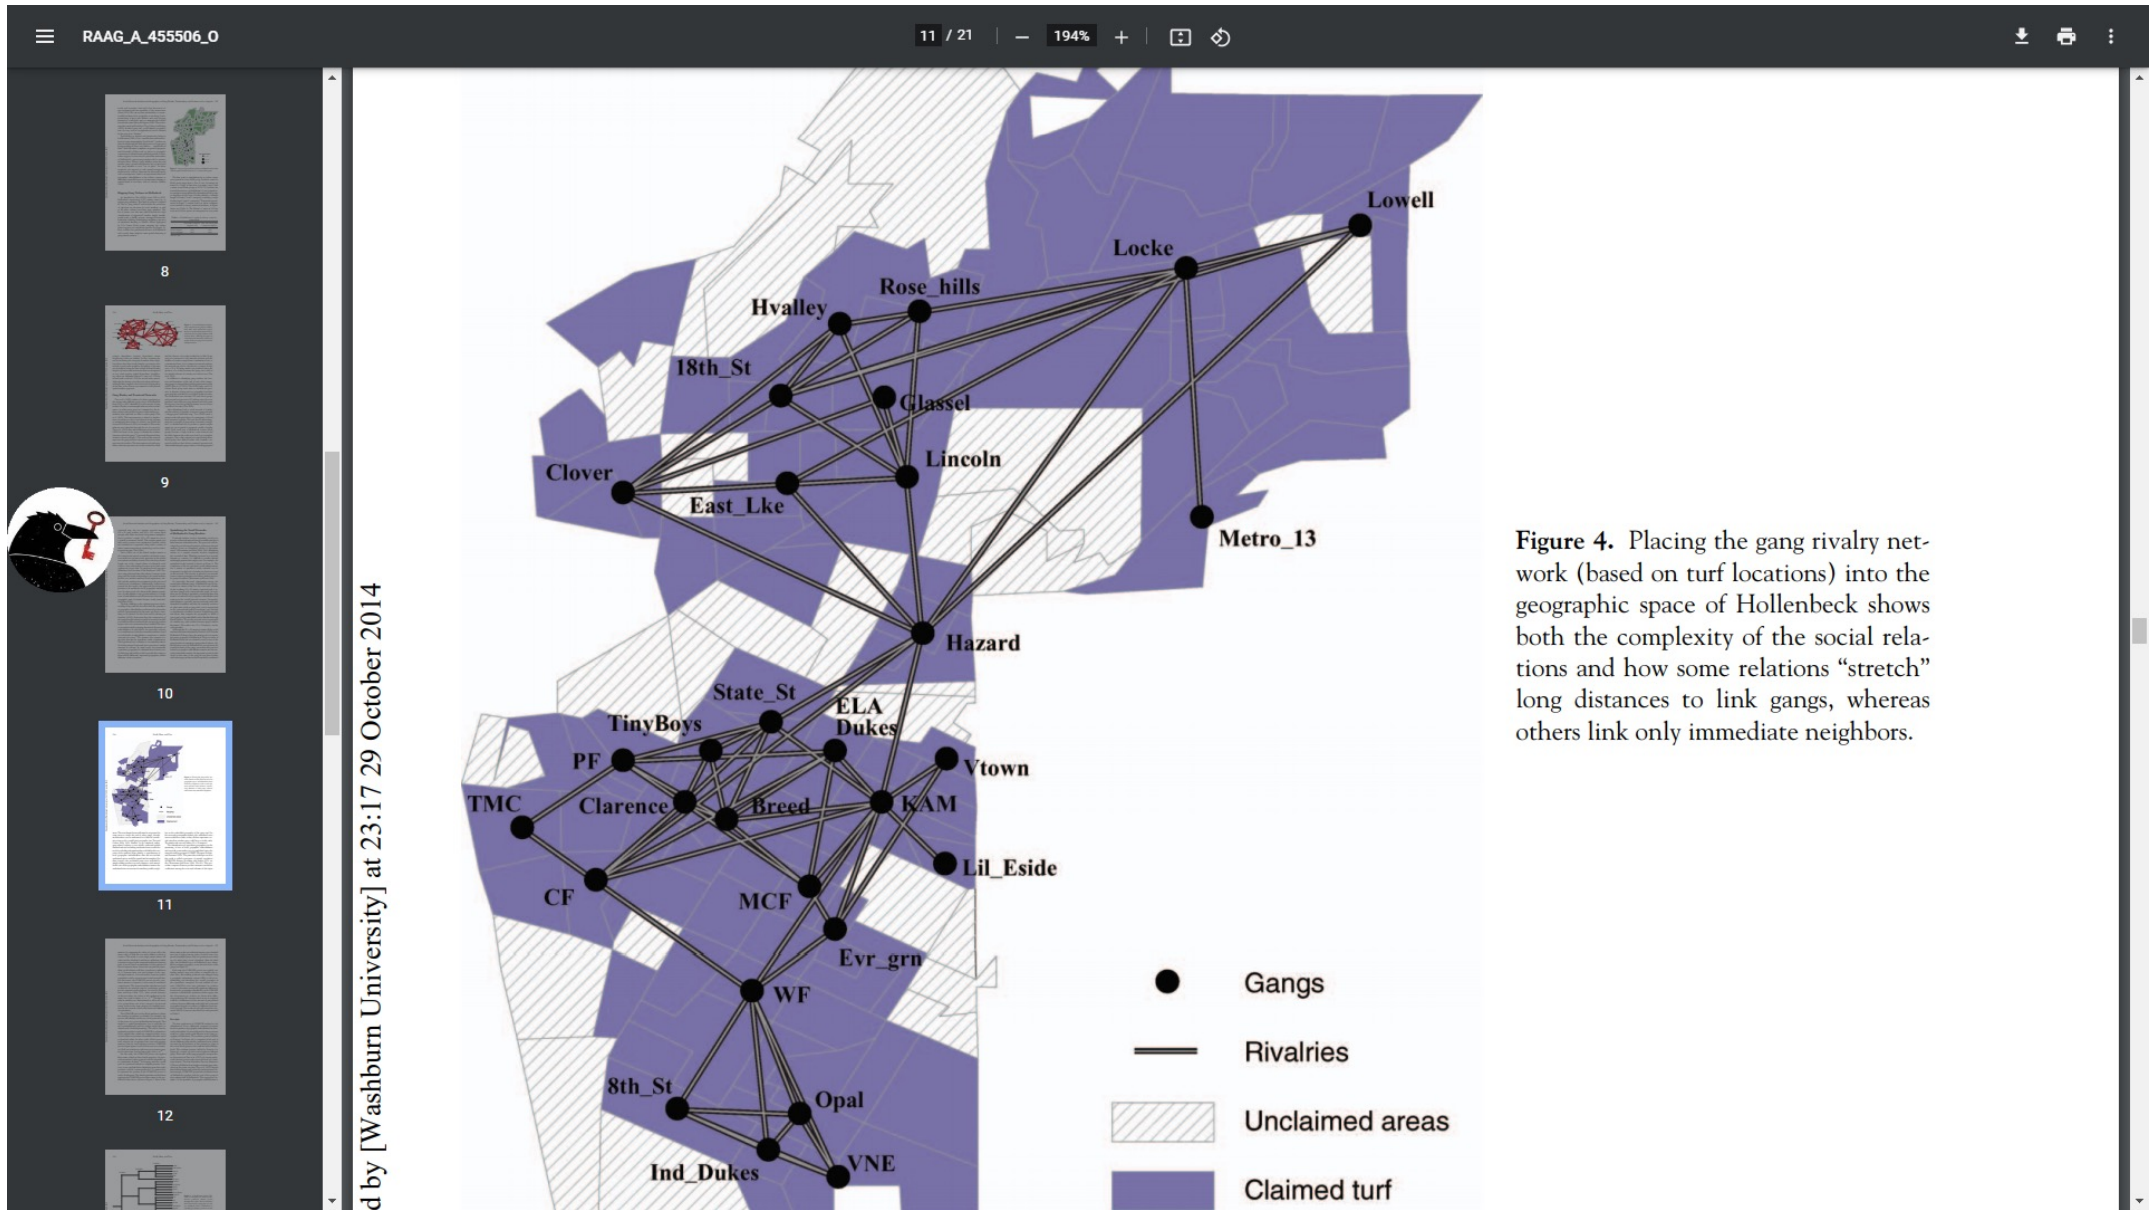 RAAG_A_455506_O
11 / 21
194%
8
9
10
11
12
d by [Washburn University] at 23:17 29 October 2014
Lowell
Locke
Rose_hills
Hvalley
18th_St
Glassel
Clover
Lincoln
East_Lke
Metro_13
Hazard
State_St
ELA
Dukes
TinyBoys
PF
Vtown
TMC
Clarence
Breed
KAM
Lil_Eside
CF
MCF
Evr_grn
WF
8th_St
Opal
Ind_Dukes
VNE
Gangs
Rivalries
Unclaimed areas
Claimed turf
Figure 4. Placing the gang rivalry net-
work (based on turf locations) into the
geographic space of Hollenbeck shows
both the complexity of the social rela-
tions and how some relations “stretch”
long distances to link gangs, whereas
others link only immediate neighbors.